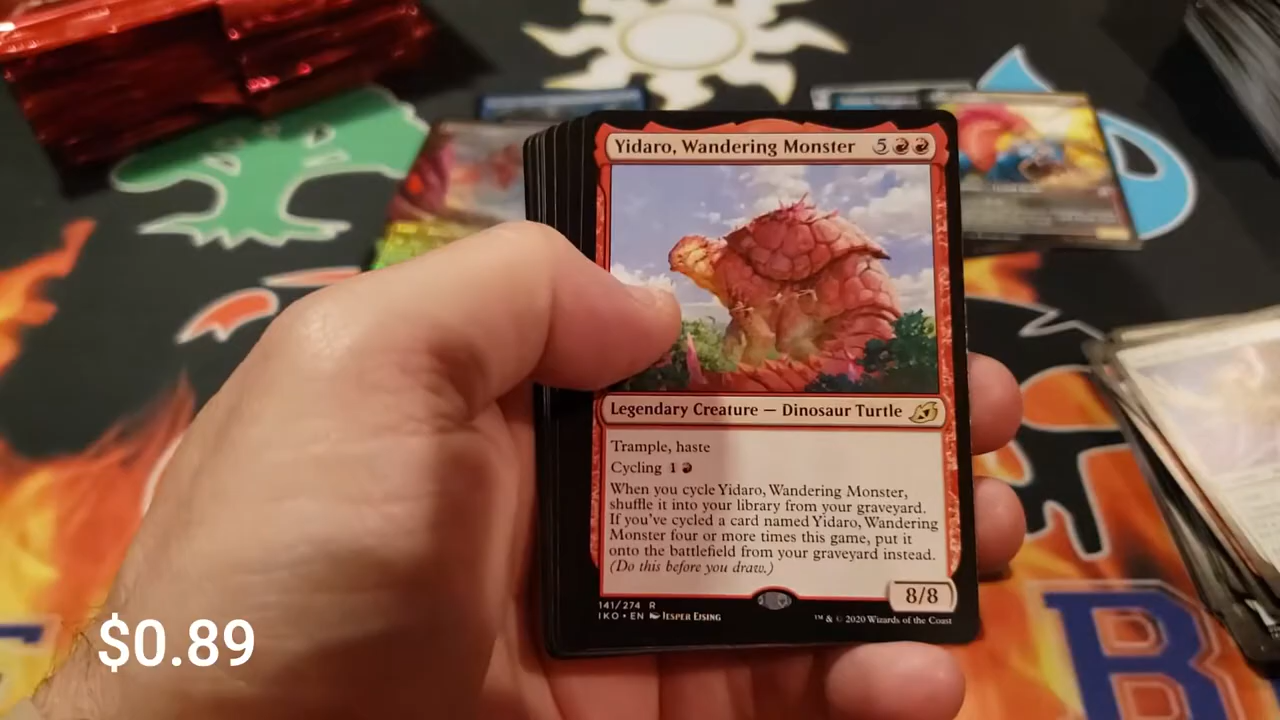 Yidaro, Wandering Monster 5
Legendary Creature — Dinosaur Turtle
Trample, haste
Cycling 1
When you cycle Yidaro, Wandering Monster,
shuffle it into your library from your graveyard.
If you've cycled a card named Yidaro, Wandering
Monster four or more times this game, put it
onto the battlefield from your graveyard instead.
(Do this before you draw.)
8/8
141/274 R
IKO • EN Jesper Eising
™ & © 2020 Wizards of the Coast
$0.89
B